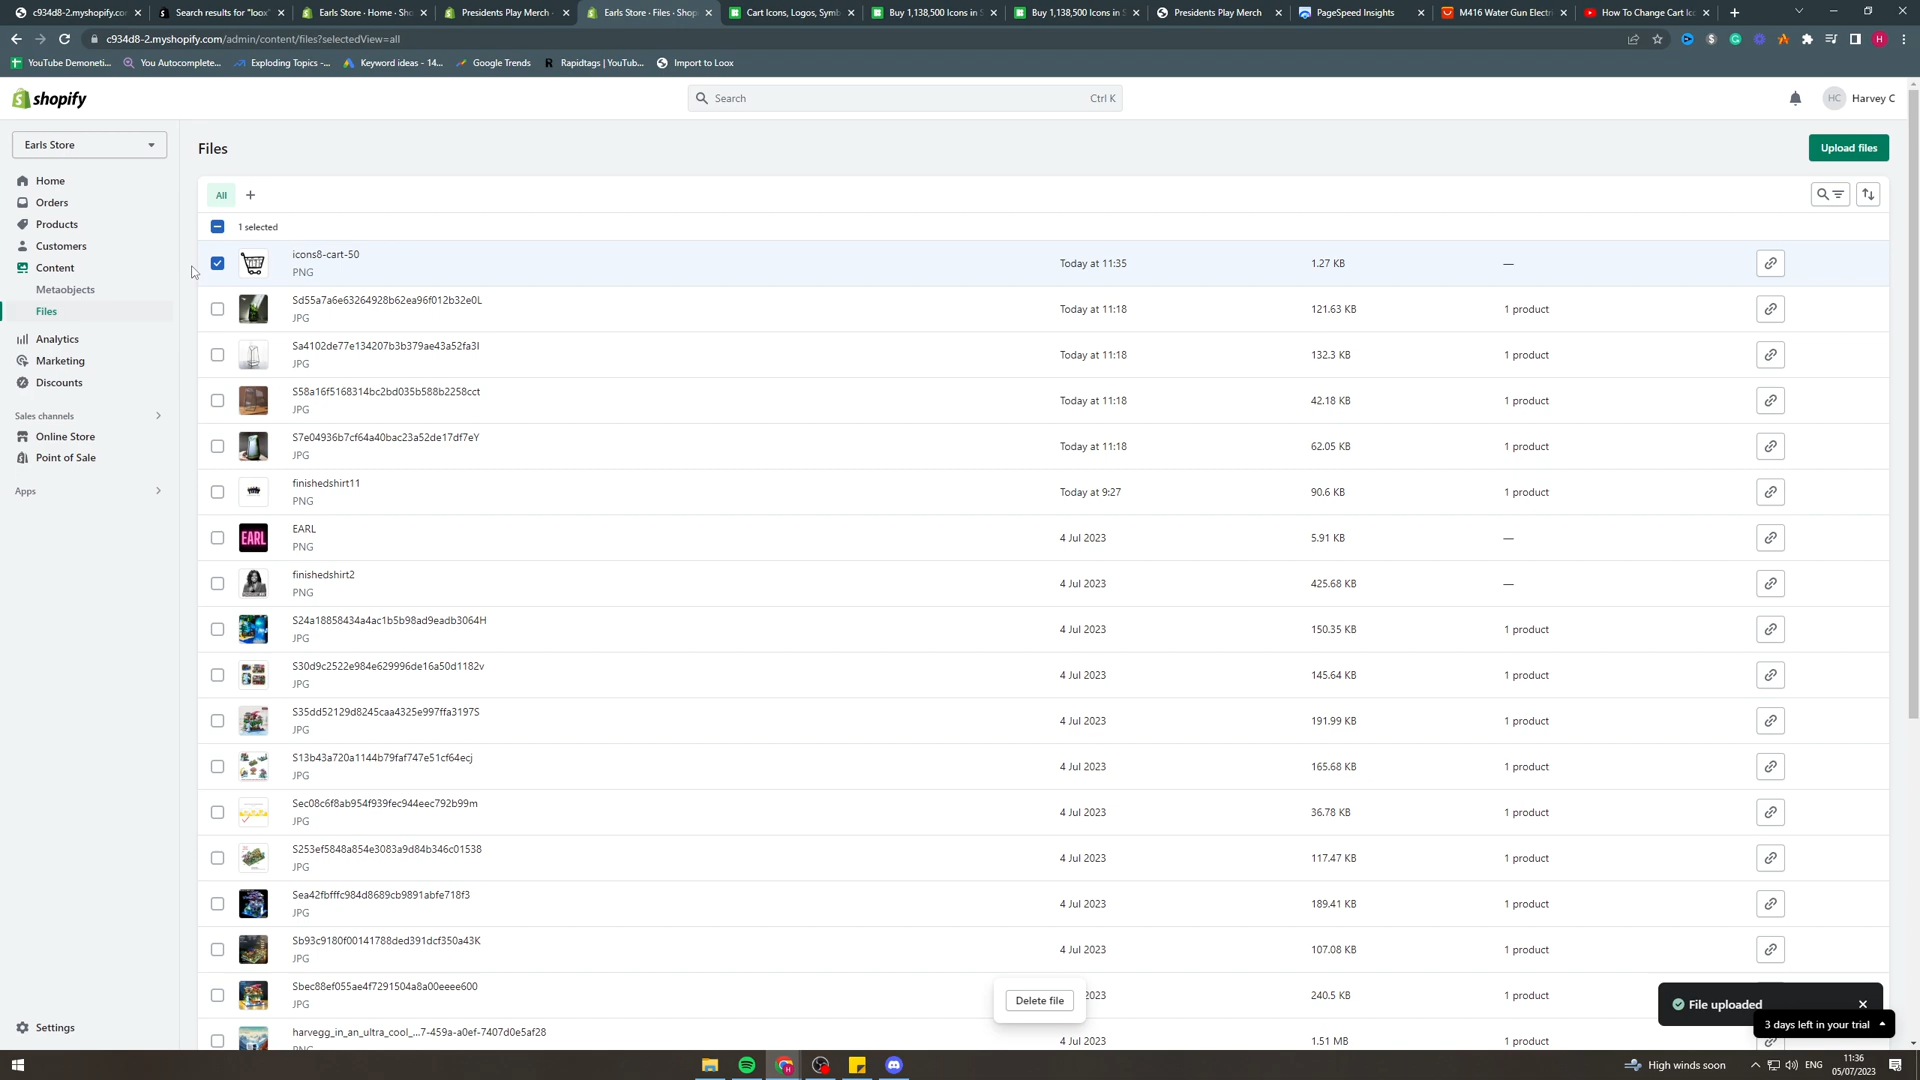 c934d8-2.myshopify.com/
Search results for "loox"
Earls Store · Home · Sho
Presidents Play Merch ·
Earls Store · Files · Shop
Cart Icons, Logos, Symb
Buy 1,138,500 Icons in S
Buy 1,138,500 Icons in S
Presidents Play Merch
PageSpeed Insights
M416 Water Gun Electri
How To Change Cart Ic
c934d8-2.myshopify.com/admin/content/files?selectedView=all
H
YouTube Demoneti...
You Autocomplete...
Exploding Topics -...
Keyword ideas - 14...
Google Trends
Rapidtags | YouTub...
Import to Loox
shopify
Search
Ctrl K
HC
Harvey C
Earls Store
Home
Orders
Products
Customers
Content
Metaobjects
Files
Analytics
Marketing
Discounts
Sales channels
Online Store
Point of Sale
Apps
Settings
Files
Upload files
All
1 selected
icons8-cart-50
PNG
Today at 11:35
1.27 KB
—
Sd55a7a6e63264928b62ea96f012b32e0L
JPG
Today at 11:18
121.63 KB
1 product
Sa4102de77e134207b3b379ae43a52fa3I
JPG
Today at 11:18
132.3 KB
1 product
S58a16f5168314bc2bd035b588b2258cct
JPG
Today at 11:18
42.18 KB
1 product
S7e04936b7cf64a40bac23a52de17df7eY
JPG
Today at 11:18
62.05 KB
1 product
finishedshirt11
PNG
Today at 9:27
90.6 KB
1 product
EARL
EARL
PNG
4 Jul 2023
5.91 KB
—
finishedshirt2
PNG
4 Jul 2023
425.68 KB
—
S24a18858434a4ac1b5b98ad9eadb3064H
JPG
4 Jul 2023
150.35 KB
1 product
S30d9c2522e984e629996de16a50d1182v
JPG
4 Jul 2023
145.64 KB
1 product
S35dd52129d8245caa4325e997ffa3197S
JPG
4 Jul 2023
191.99 KB
1 product
S13b43a720a1144b79faf747e51cf64ecj
JPG
4 Jul 2023
165.68 KB
1 product
Sec08c6f8ab954f939fec944eec792b99m
JPG
4 Jul 2023
36.78 KB
1 product
S253ef5848a854e3083a9d84b346c01538
JPG
4 Jul 2023
117.47 KB
1 product
Sea42fbfffc984d8689cb9891abfe718f3
JPG
4 Jul 2023
189.41 KB
1 product
Sb93c9180f00141788ded391dcf350a43K
JPG
4 Jul 2023
107.08 KB
1 product
Sbec88ef055ae4f7291504a8a00eeee600
JPG
2023
240.5 KB
1 product
harvegg_in_an_ultra_cool_...7-459a-a0ef-7407d0e5af28
PNG
4 Jul 2023
1.51 MB
1 product
Delete file
File uploaded
3 days left in your trial
High winds soon
ENG
11:36
05/07/2023